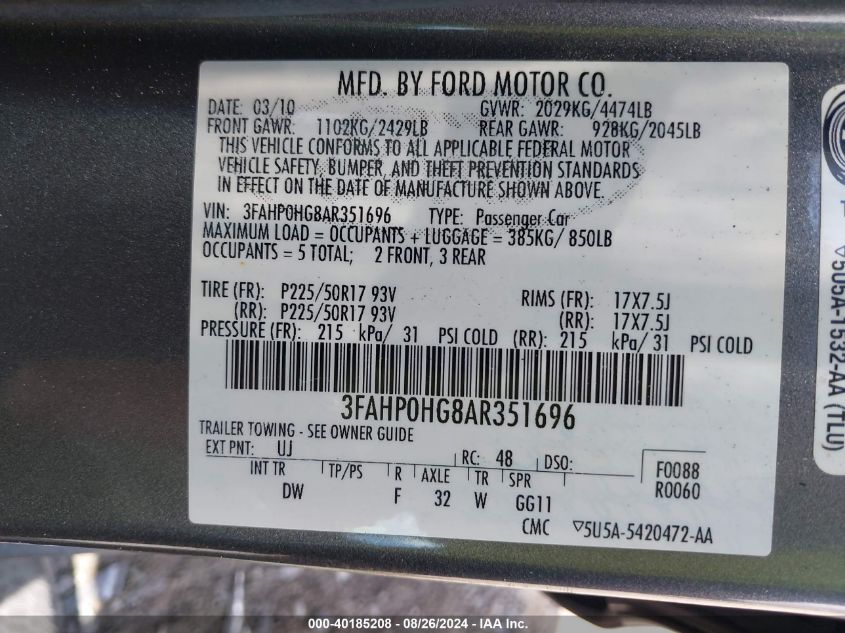 MFD. BY FORD MOTOR CO.
DATE: 03/10 GVWR: 2029KG/4474LB
FRONT GAWR: 1102KG/2429LB REAR GAWR: 928KG/2045LB
THIS VEHICLE CONFORMS TO ALL APPLICABLE FEDERAL MOTOR
VEHICLE SAFETY, BUMPER, AND THEFT PREVENTION STANDARDS
IN EFFECT ON THE DATE OF MANUFACTURE SHOWN ABOVE.
VIN: 3FAHP0HG8AR351696 TYPE: Passenger Car
MAXIMUM LOAD = OCCUPANTS + LUGGAGE = 385KG/ 850LB
OCCUPANTS = 5 TOTAL; 2 FRONT, 3 REAR
TIRE (FR): P225/50R17 93V RIMS (FR): 17X7.5J
(RR): P225/50R17 93V (RR): 17X7.5J
PRESSURE (FR): 215 kPa/ 31 PSI COLD (RR): 215 kPa/ 31 PSI COLD
3FAHP0HG8AR351696
TRAILER TOWING - SEE OWNER GUIDE
EXT PNT: UJ RC: 48 DSO: F0088
INT TR TP/PS R AXLE TR SPR R0060
DW F 32 W GG11
CMC ▽5U5A-5420472-AA
▽5U5A-1532-AA (TLU)
000-40185208 - 08/26/2024 - IAA Inc.